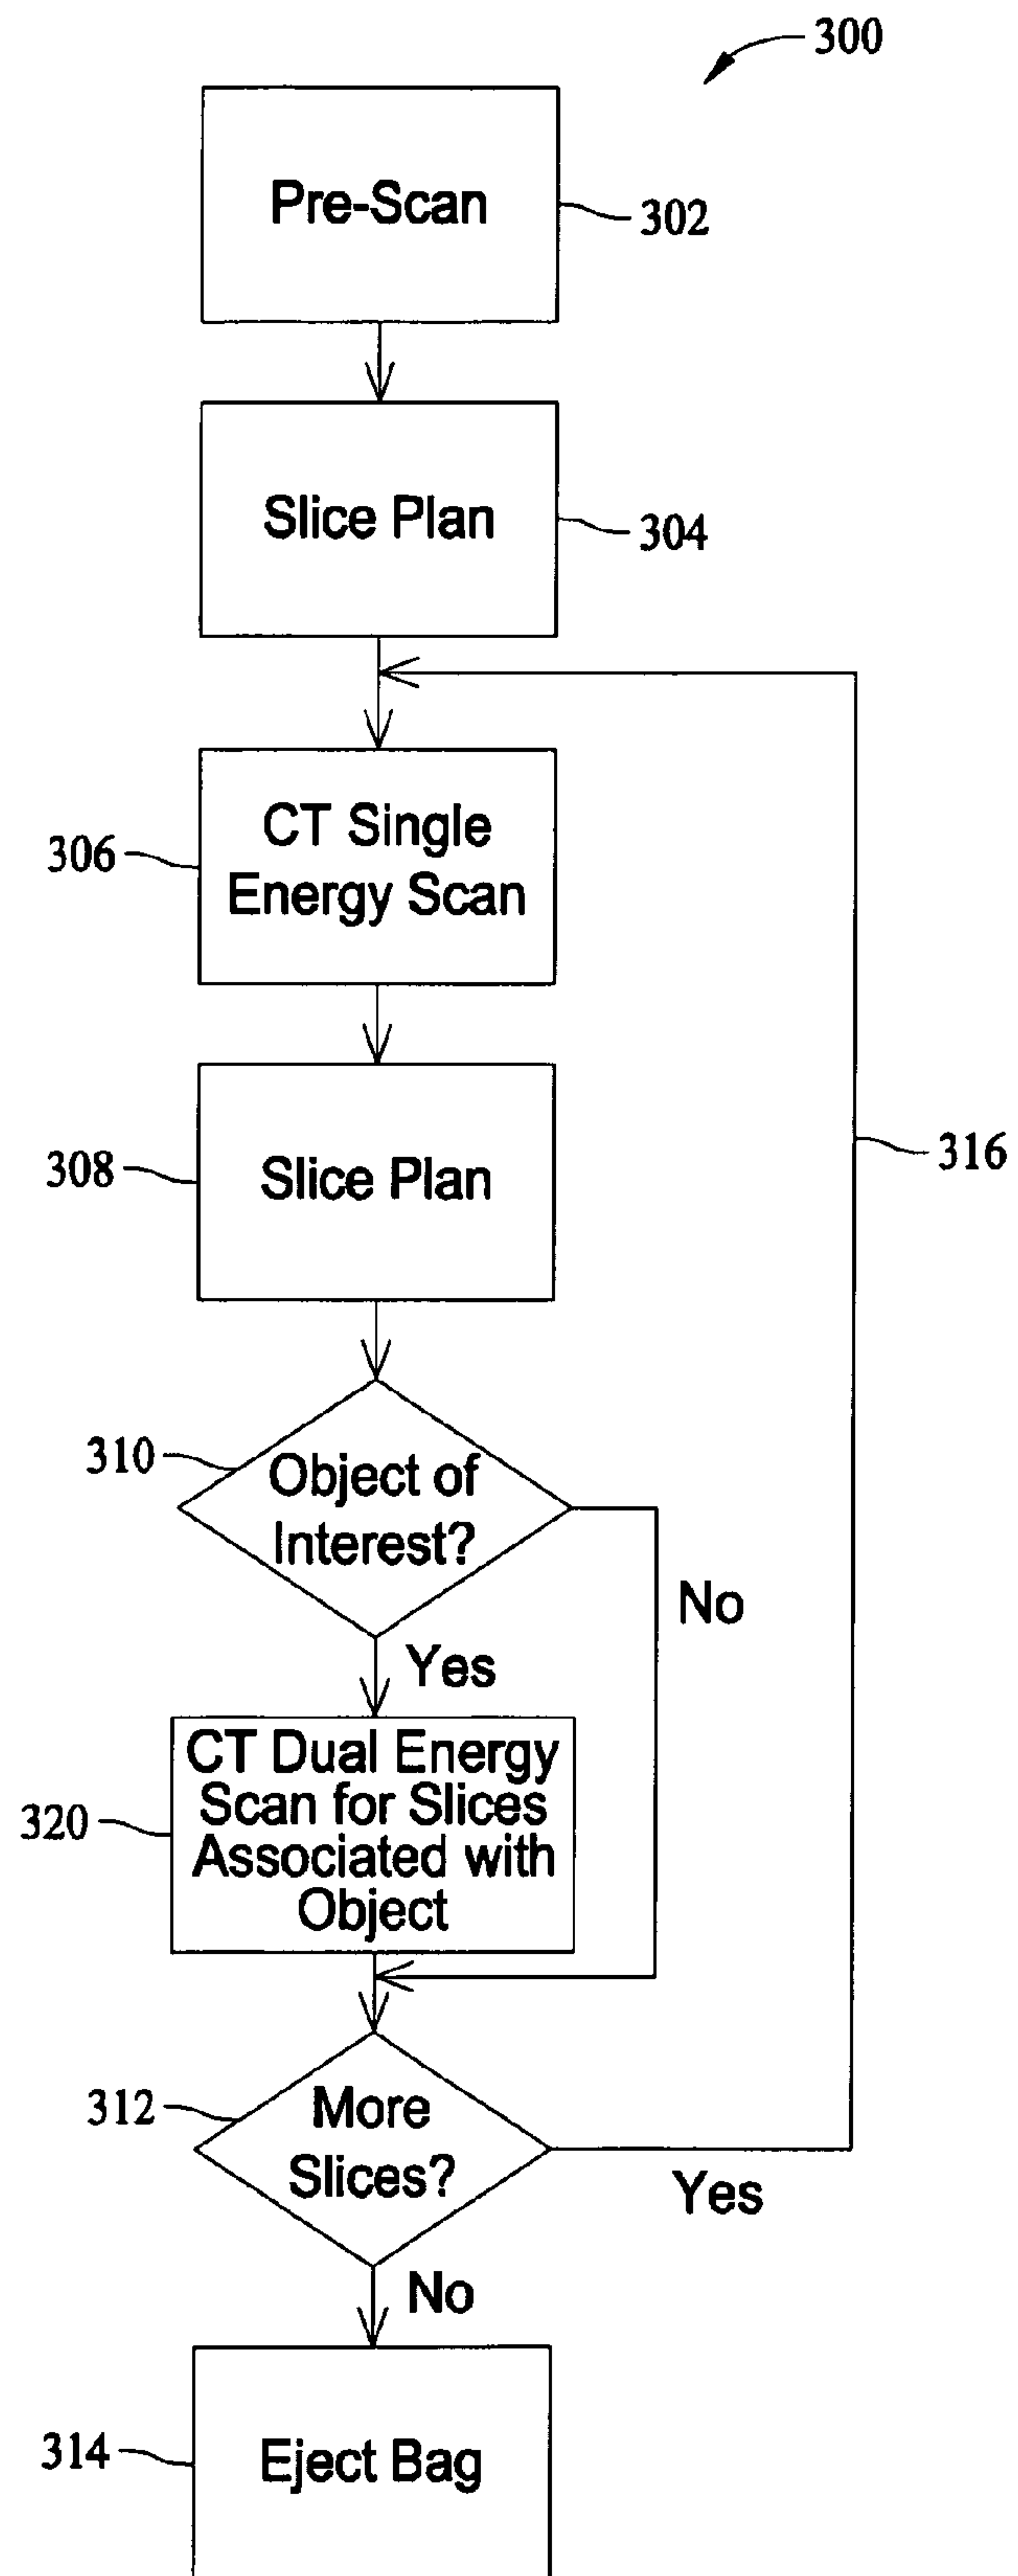 300
Pre-Scan
302
Slice Plan
304
CT Single
Energy Scan
306
Slice Plan
308
316
Object of
Interest?
310
No
Yes
CT Dual Energy
Scan for Slices
Associated with
Object
320
More
Slices?
312
Yes
No
Eject Bag
314